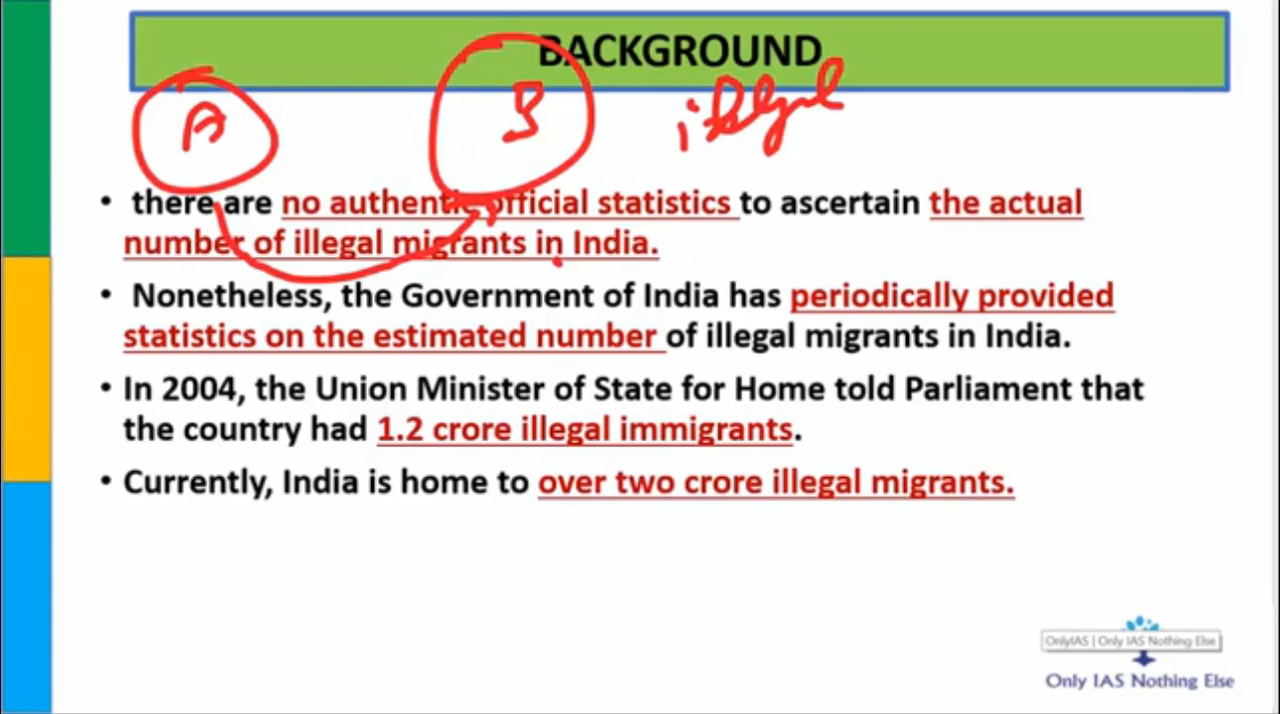 BACKGROUND
A
B
illegal
• there are no authentic official statistics to ascertain the actual
number of illegal migrants in India.
• Nonetheless, the Government of India has periodically provided
statistics on the estimated number of illegal migrants in India.
• In 2004, the Union Minister of State for Home told Parliament that
the country had 1.2 crore illegal immigrants.
• Currently, India is home to over two crore illegal migrants.
OnlyIAS | Only IAS Nothing Else
Only IAS Nothing Else